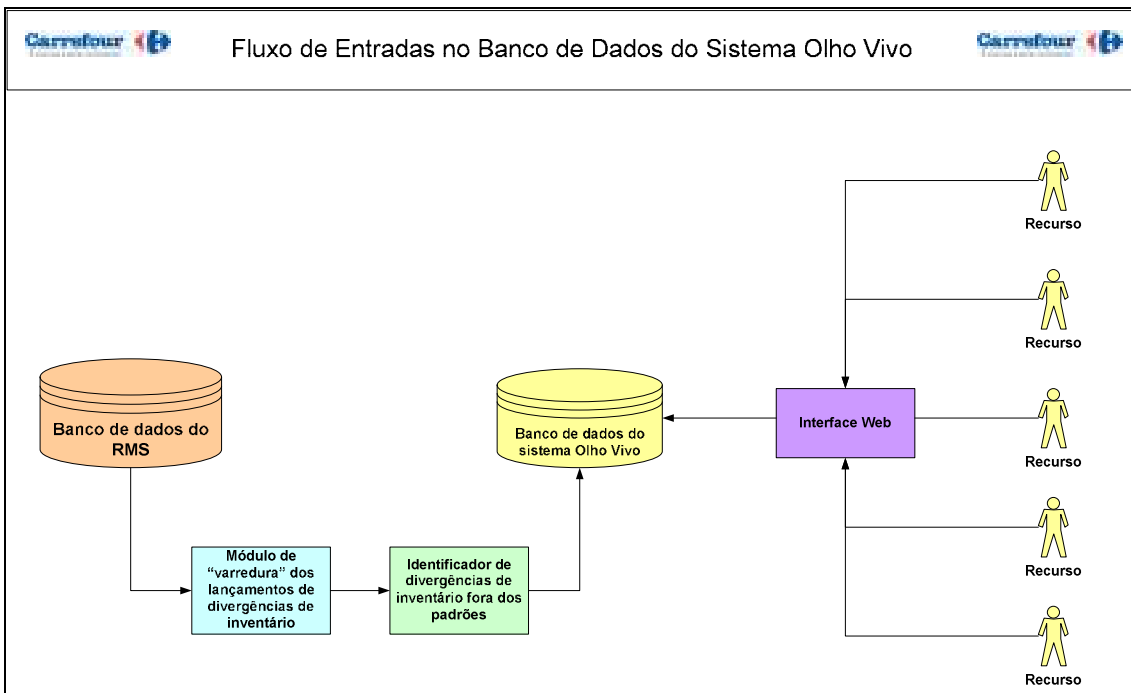 Carrefour
Fluxo de Entradas no Banco de Dados do Sistema Olho Vivo
Carrefour
Recurso
Recurso
Banco de dados do
RMS
Banco de dados do
sistema Olho Vivo
Interface Web
Recurso
Módulo de
“varredura” dos
lançamentos de
divergências de
inventário
Identificador de
divergências de
inventário fora dos
padrões
Recurso
Recurso